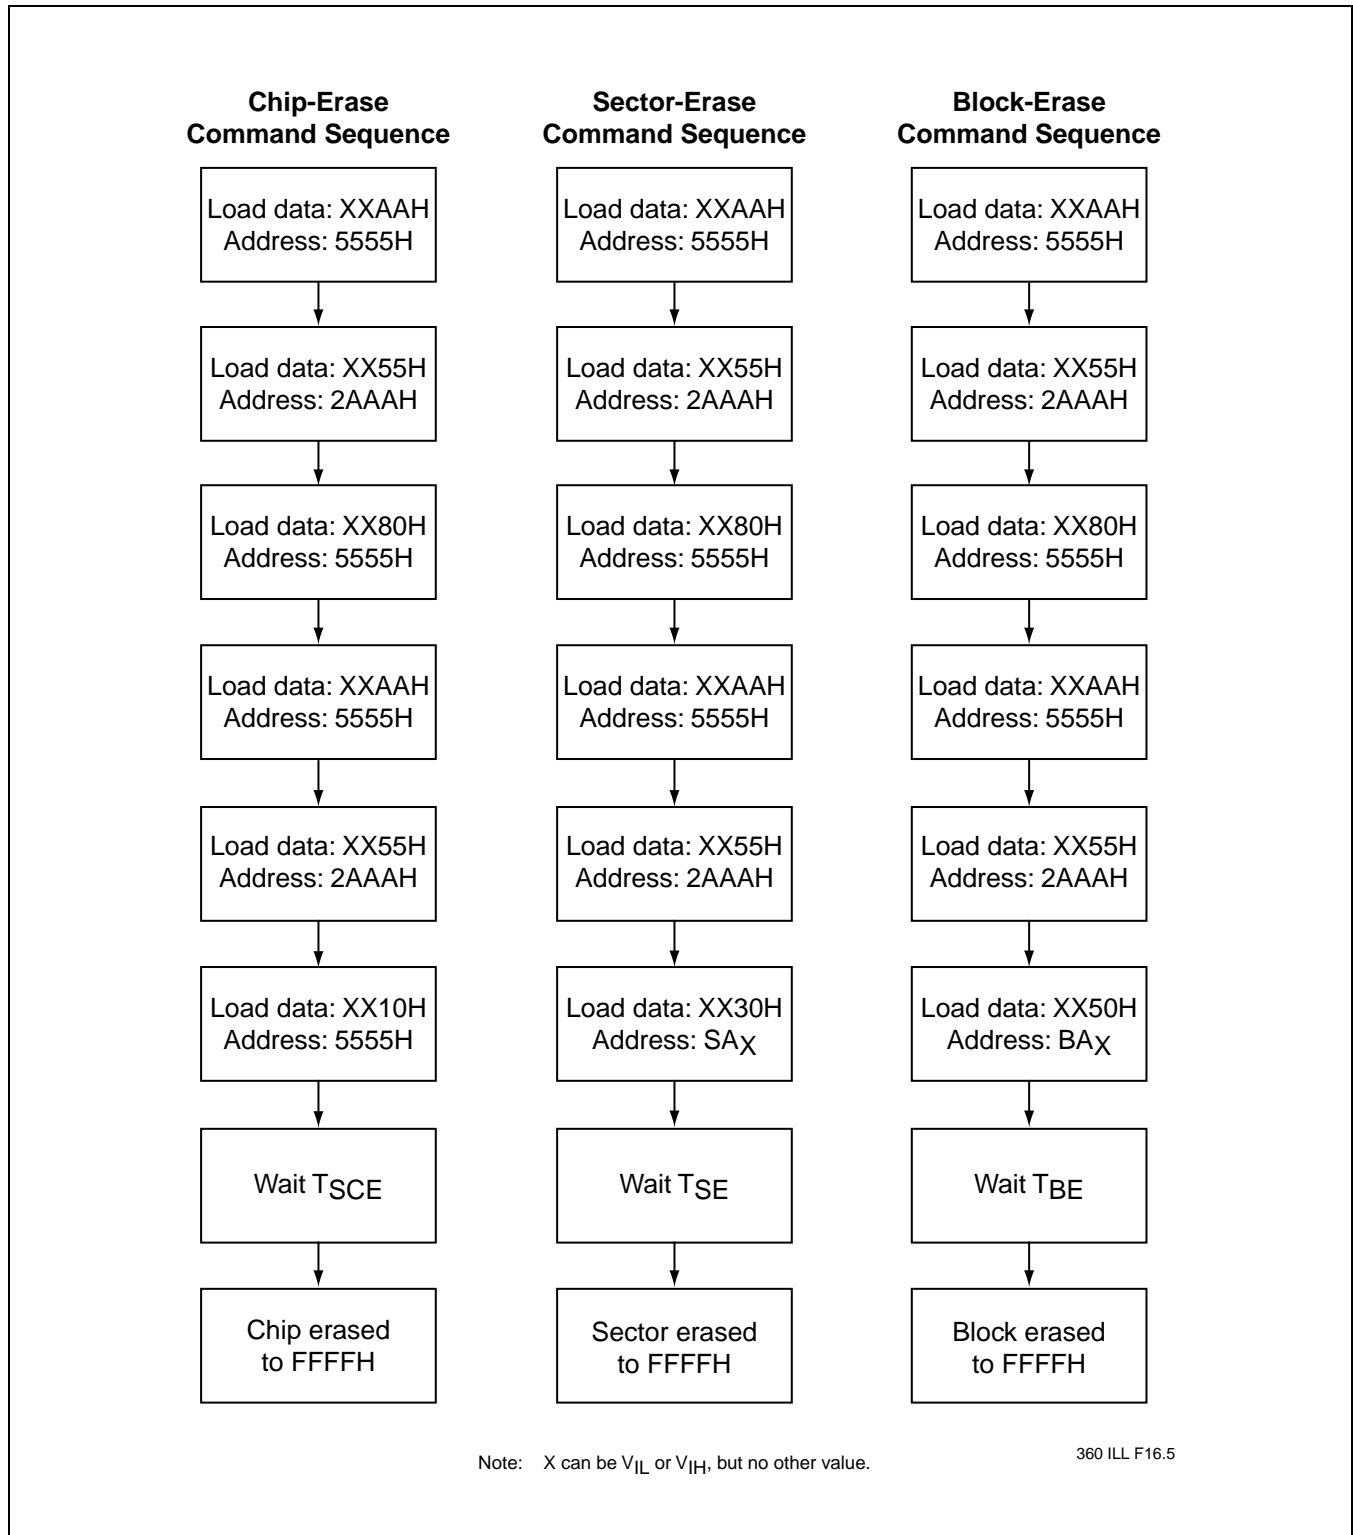 Chip-Erase
Command Sequence
Load data: XXAAH
Address: 5555H
Load data: XX55H
Address: 2AAAH
Load data: XX80H
Address: 5555H
Load data: XXAAH
Address: 5555H
Load data: XX55H
Address: 2AAAH
Load data: XX10H
Address: 5555H
Wait TSCE
Chip erased
to FFFFH
Sector-Erase
Command Sequence
Load data: XXAAH
Address: 5555H
Load data: XX55H
Address: 2AAAH
Load data: XX80H
Address: 5555H
Load data: XXAAH
Address: 5555H
Load data: XX55H
Address: 2AAAH
Load data: XX30H
Address: SAX
Wait TSE
Sector erased
to FFFFH
Block-Erase
Command Sequence
Load data: XXAAH
Address: 5555H
Load data: XX55H
Address: 2AAAH
Load data: XX80H
Address: 5555H
Load data: XXAAH
Address: 5555H
Load data: XX55H
Address: 2AAAH
Load data: XX50H
Address: BAX
Wait TBE
Block erased
to FFFFH
Note: X can be VIL or VIH, but no other value.
360 ILL F16.5